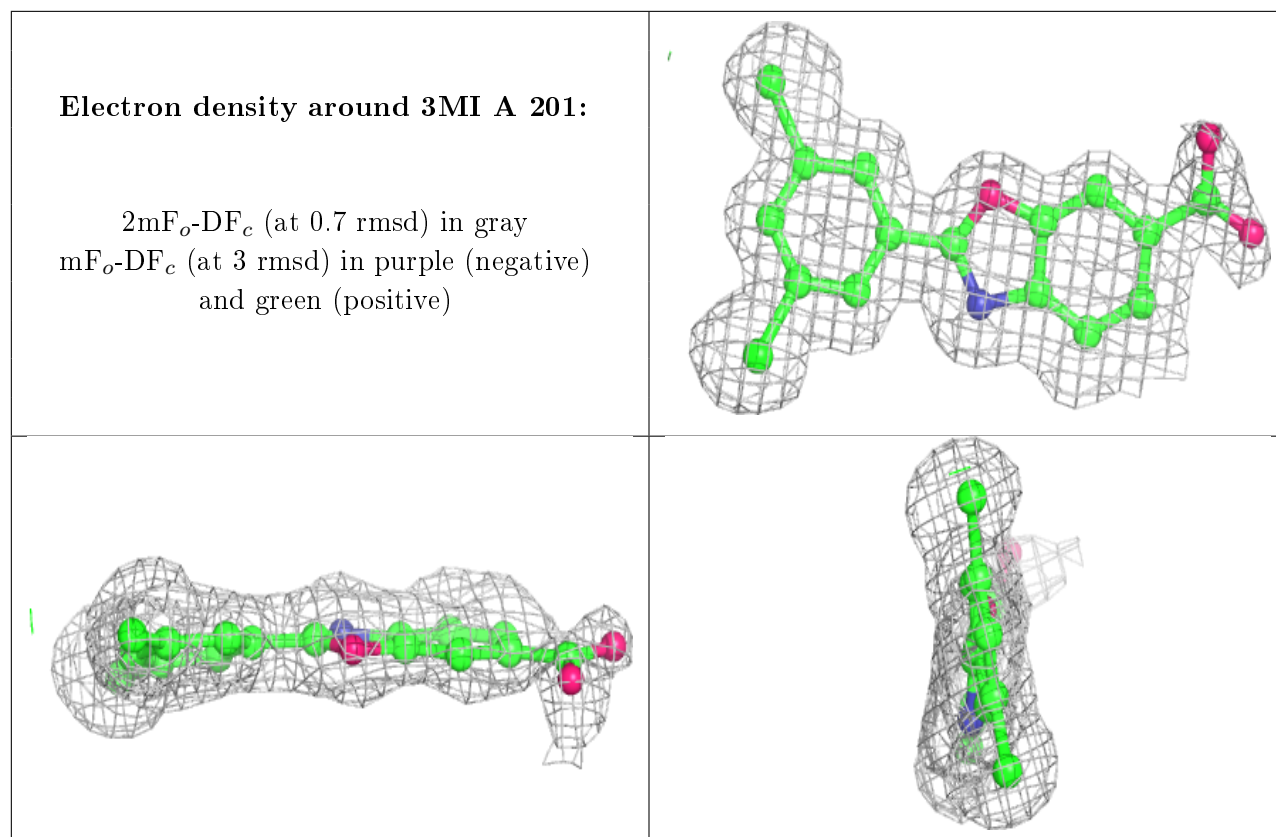 Electron density around 3MI A 201:
2mFo-DFc (at 0.7 rmsd) in gray
mFo-DFc (at 3 rmsd) in purple (negative)
and green (positive)